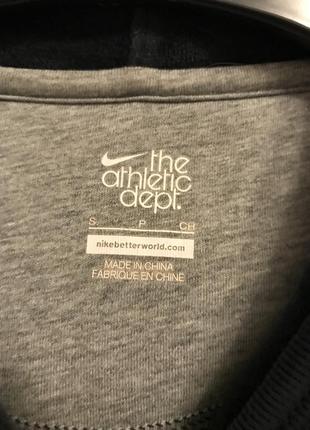 the
athletic
dept.
S P CH
nikebetterworld.com
MADE IN CHINA
FABRIQUE EN CHINE